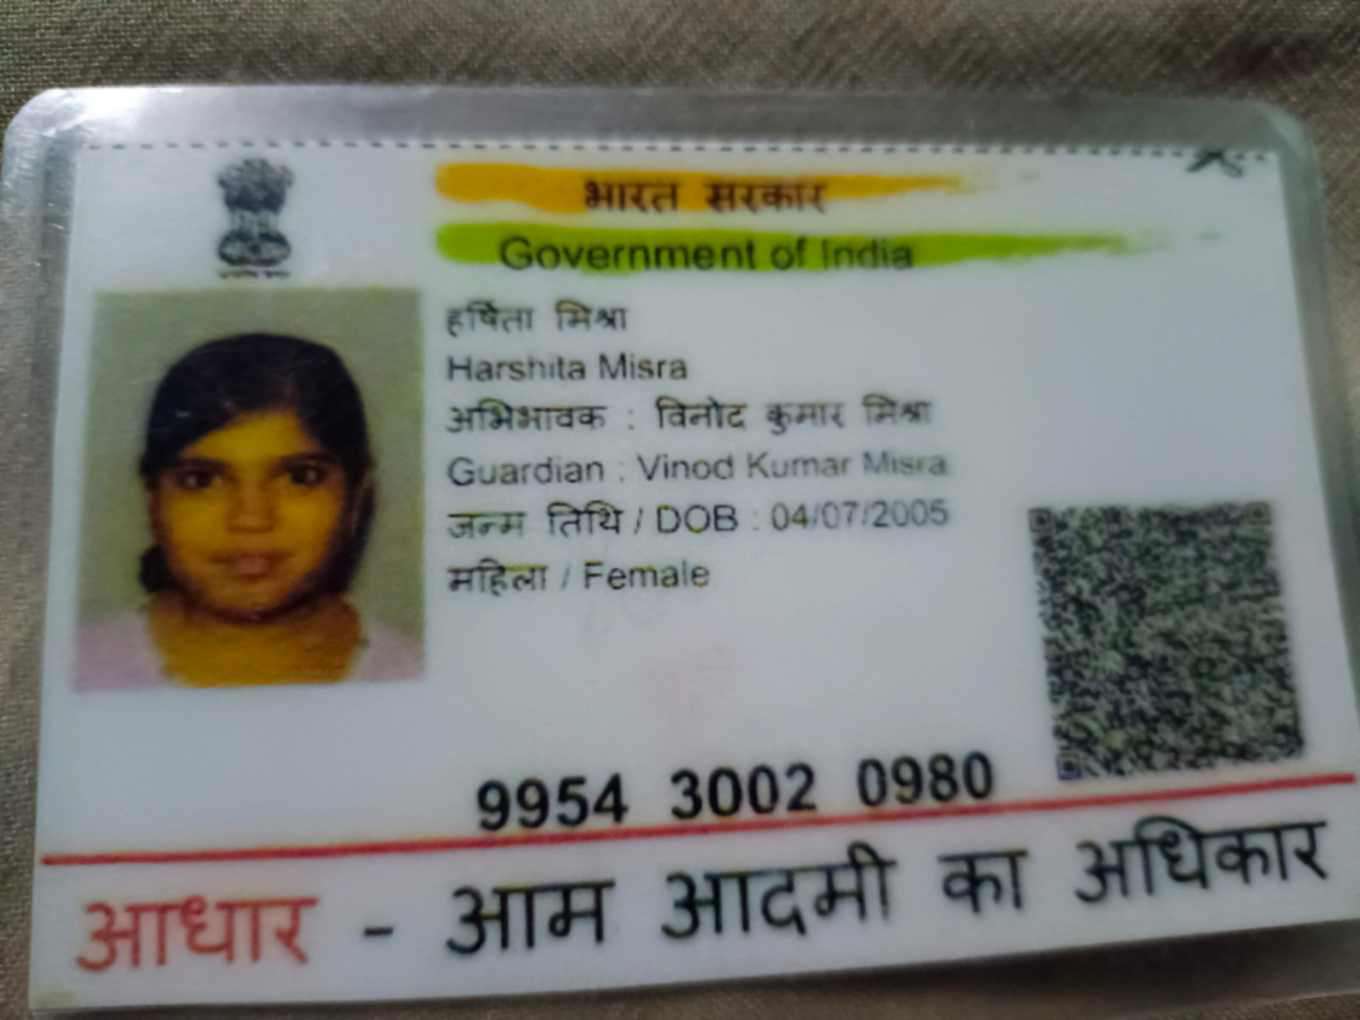 भारत सरकार
Government of India
हर्षिता मिश्रा
Harshita Misra
अभिभावक : विनोद कुमार मिश्रा
Guardian : Vinod Kumar Misra
जन्म तिथि / DOB : 04/07/2005
महिला / Female
9954 3002 0980
आधार - आम आदमी का अधिकार